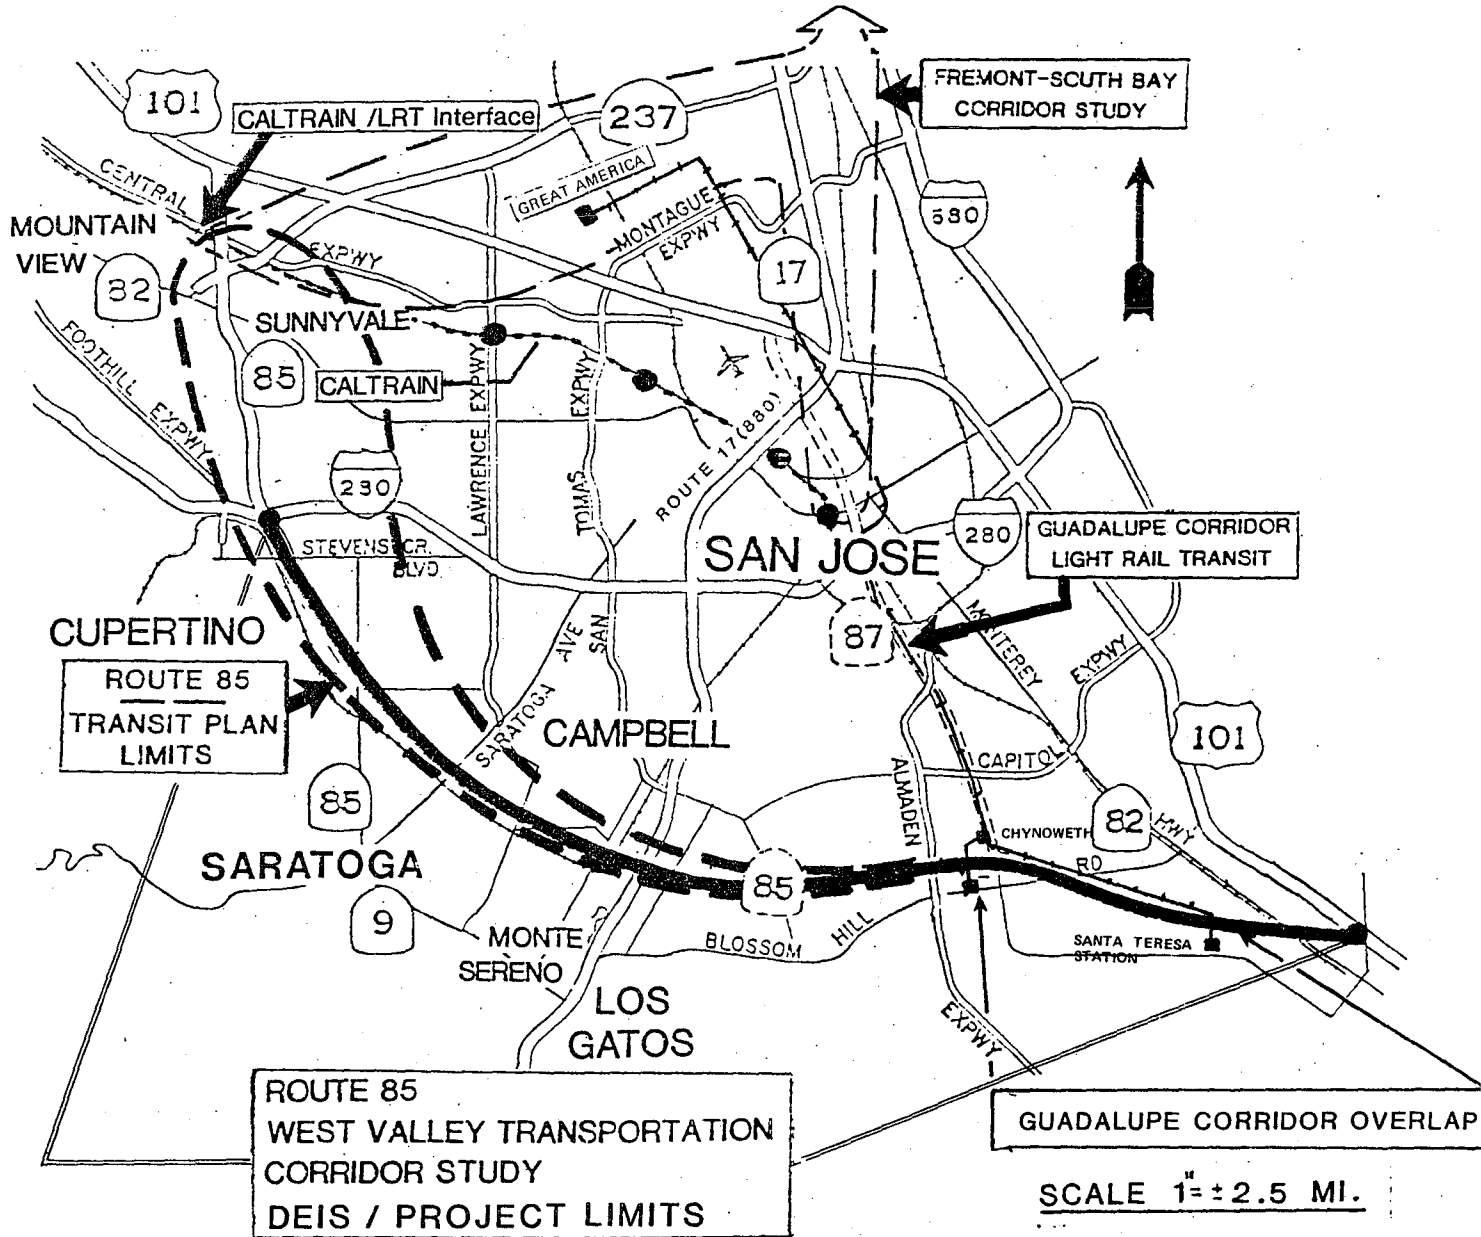 101
CALTRAIN /LRT Interface
237
FREMONT-SOUTH BAY
CORRIDOR STUDY
CENTRAL
GREAT AMERICA
MONTAGUE
EXPWY
680
MOUNTAIN
VIEW
EXPWY
17
82
SUNNYVALE
FOOTHILL EXPWY
85
CALTRAIN
LAWRENCE EXPWY
SAN TOMAS EXPWY
ROUTE 17 (880)
280
STEVENS CR.
BLVD.
SAN JOSE
280
GUADALUPE CORRIDOR
LIGHT RAIL TRANSIT
CUPERTINO
87
MONTEREY
HWY
EXPWY
ROUTE 85
TRANSIT PLAN
LIMITS
SARATOGA AVE
CAMPBELL
CAPITOL
101
ALMADEN
85
CHYNOWETH
82
RD
SARATOGA
85
9
MONTE
SERENO
BLOSSOM HILL
SANTA TERESA
STATION
LOS
GATOS
EXPWY
ROUTE 85
WEST VALLEY TRANSPORTATION
CORRIDOR STUDY
DEIS / PROJECT LIMITS
GUADALUPE CORRIDOR OVERLAP
SCALE 1"= ±2.5 MI.